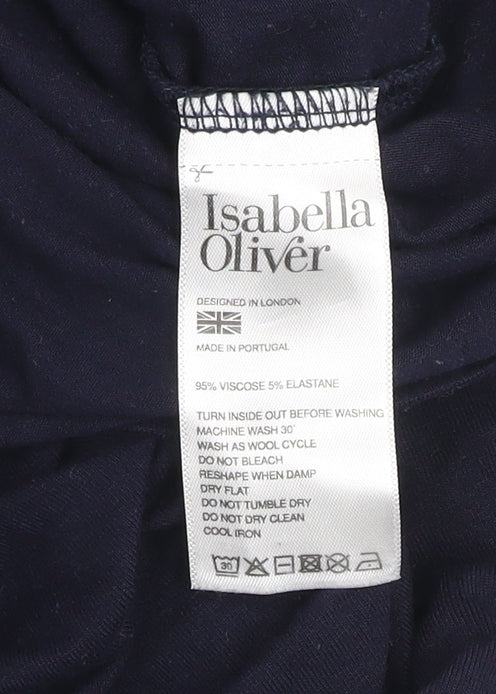 Isabella
Oliver
DESIGNED IN LONDON
MADE IN PORTUGAL
95% VISCOSE 5% ELASTANE
TURN INSIDE OUT BEFORE WASHING
MACHINE WASH 30°
WASH AS WOOL CYCLE
DO NOT BLEACH
RESHAPE WHEN DAMP
DRY FLAT
DO NOT TUMBLE DRY
DO NOT DRY CLEAN
COOL IRON
30